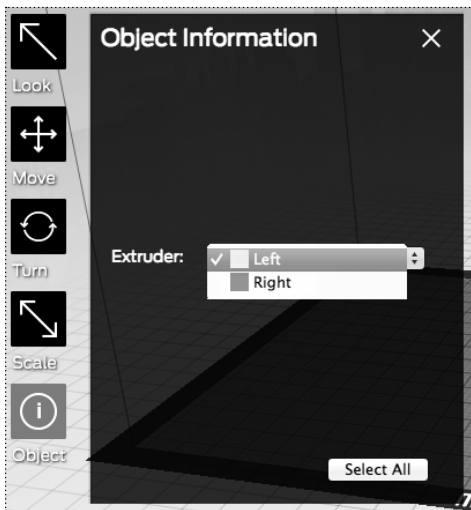 Look
Move
Turn
Scale
Object
Object Information
Extruder:
Left
Right
Select All